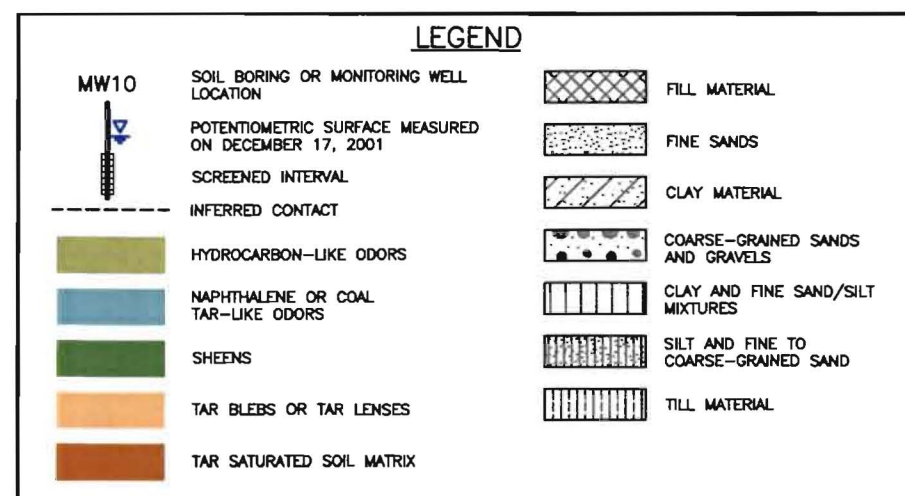 LEGEND
MW10
SOIL BORING OR MONITORING WELL
LOCATION
POTENTIOMETRIC SURFACE MEASURED
ON DECEMBER 17, 2001
SCREENED INTERVAL
INFERRED CONTACT
HYDROCARBON-LIKE ODORS
NAPHTHALENE OR COAL
TAR-LIKE ODORS
SHEENS
TAR BLEBS OR TAR LENSES
TAR SATURATED SOIL MATRIX
FILL MATERIAL
FINE SANDS
CLAY MATERIAL
COARSE-GRAINED SANDS
AND GRAVELS
CLAY AND FINE SAND/SILT
MIXTURES
SILT AND FINE TO
COARSE-GRAINED SAND
TILL MATERIAL